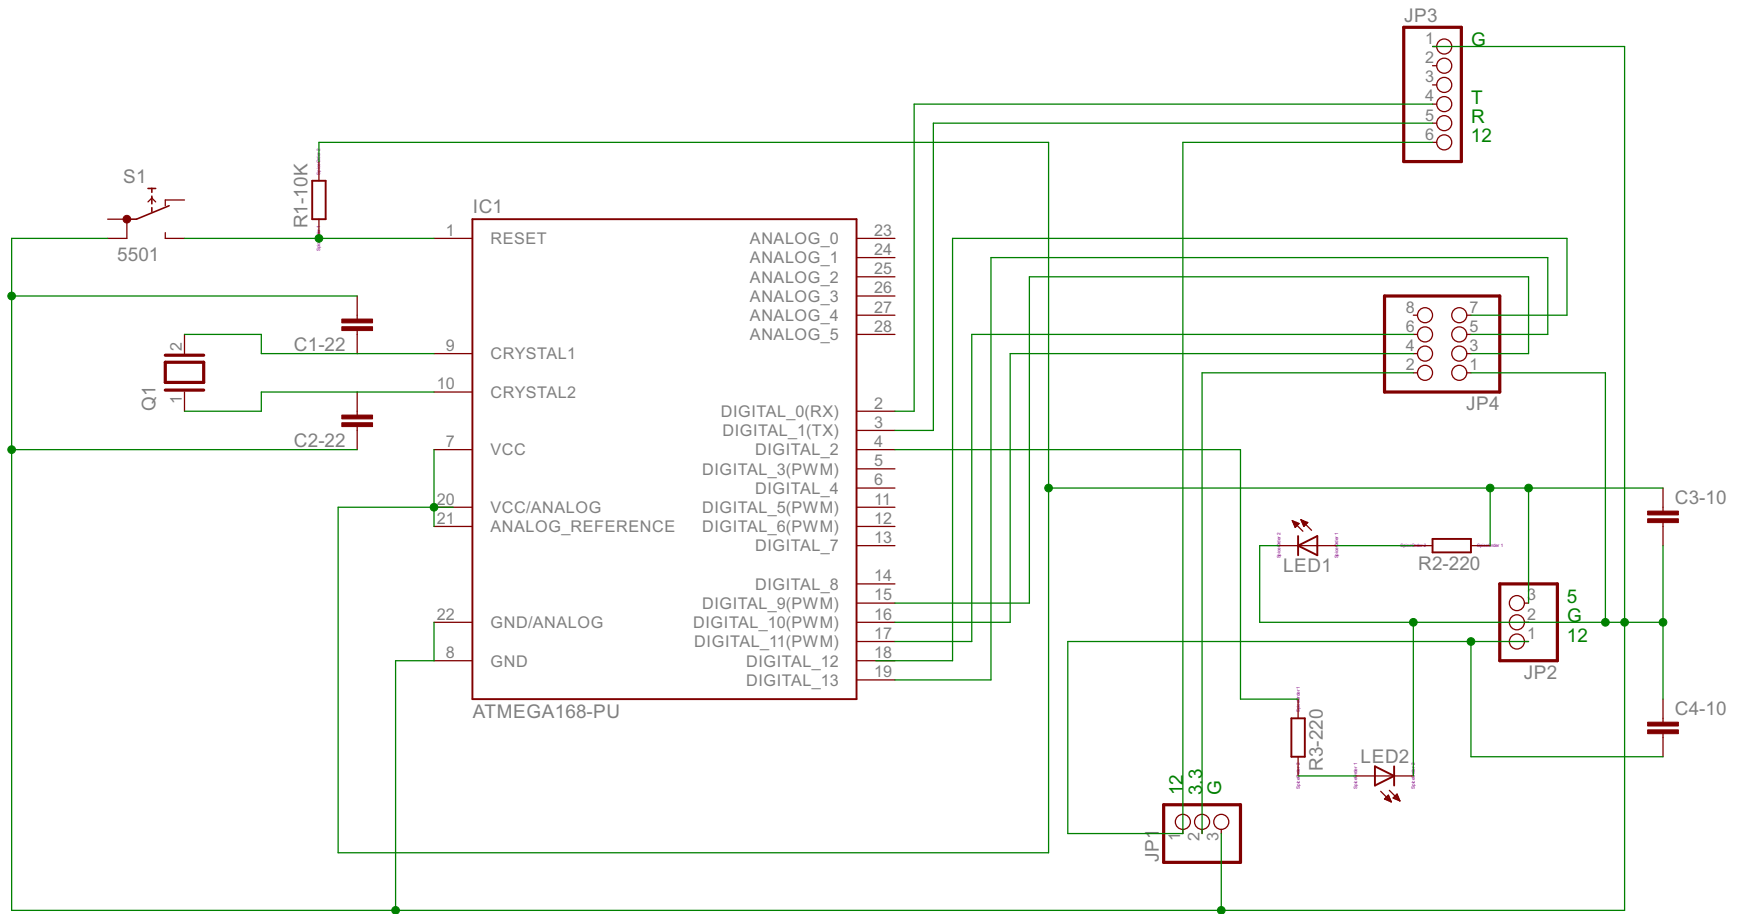 JP3
1
G
2
3
4
T
5
R
6
12
S1
5501
R1-10K
IC1
1
RESET
ANALOG_0
23
ANALOG_1
24
ANALOG_2
25
ANALOG_3
26
ANALOG_4
27
ANALOG_5
28
C1-22
9
CRYSTAL1
Q1
2
1
10
CRYSTAL2
C2-22
7
VCC
20
VCC/ANALOG
21
ANALOG_REFERENCE
22
GND/ANALOG
8
GND
DIGITAL_0(RX)
2
DIGITAL_1(TX)
3
DIGITAL_2
4
DIGITAL_3(PWM)
5
DIGITAL_4
6
DIGITAL_5(PWM)
11
DIGITAL_6(PWM)
12
DIGITAL_7
13
DIGITAL_8
14
DIGITAL_9(PWM)
15
DIGITAL_10(PWM)
16
DIGITAL_11(PWM)
17
DIGITAL_12
18
DIGITAL_13
19
ATMEGA168-PU
8
7
6
5
4
3
2
1
JP4
C3-10
LED1
R2-220
3
5
2
G
1
12
JP2
C4-10
R3-220
LED2
12
3.3
G
JP1
1
2
3